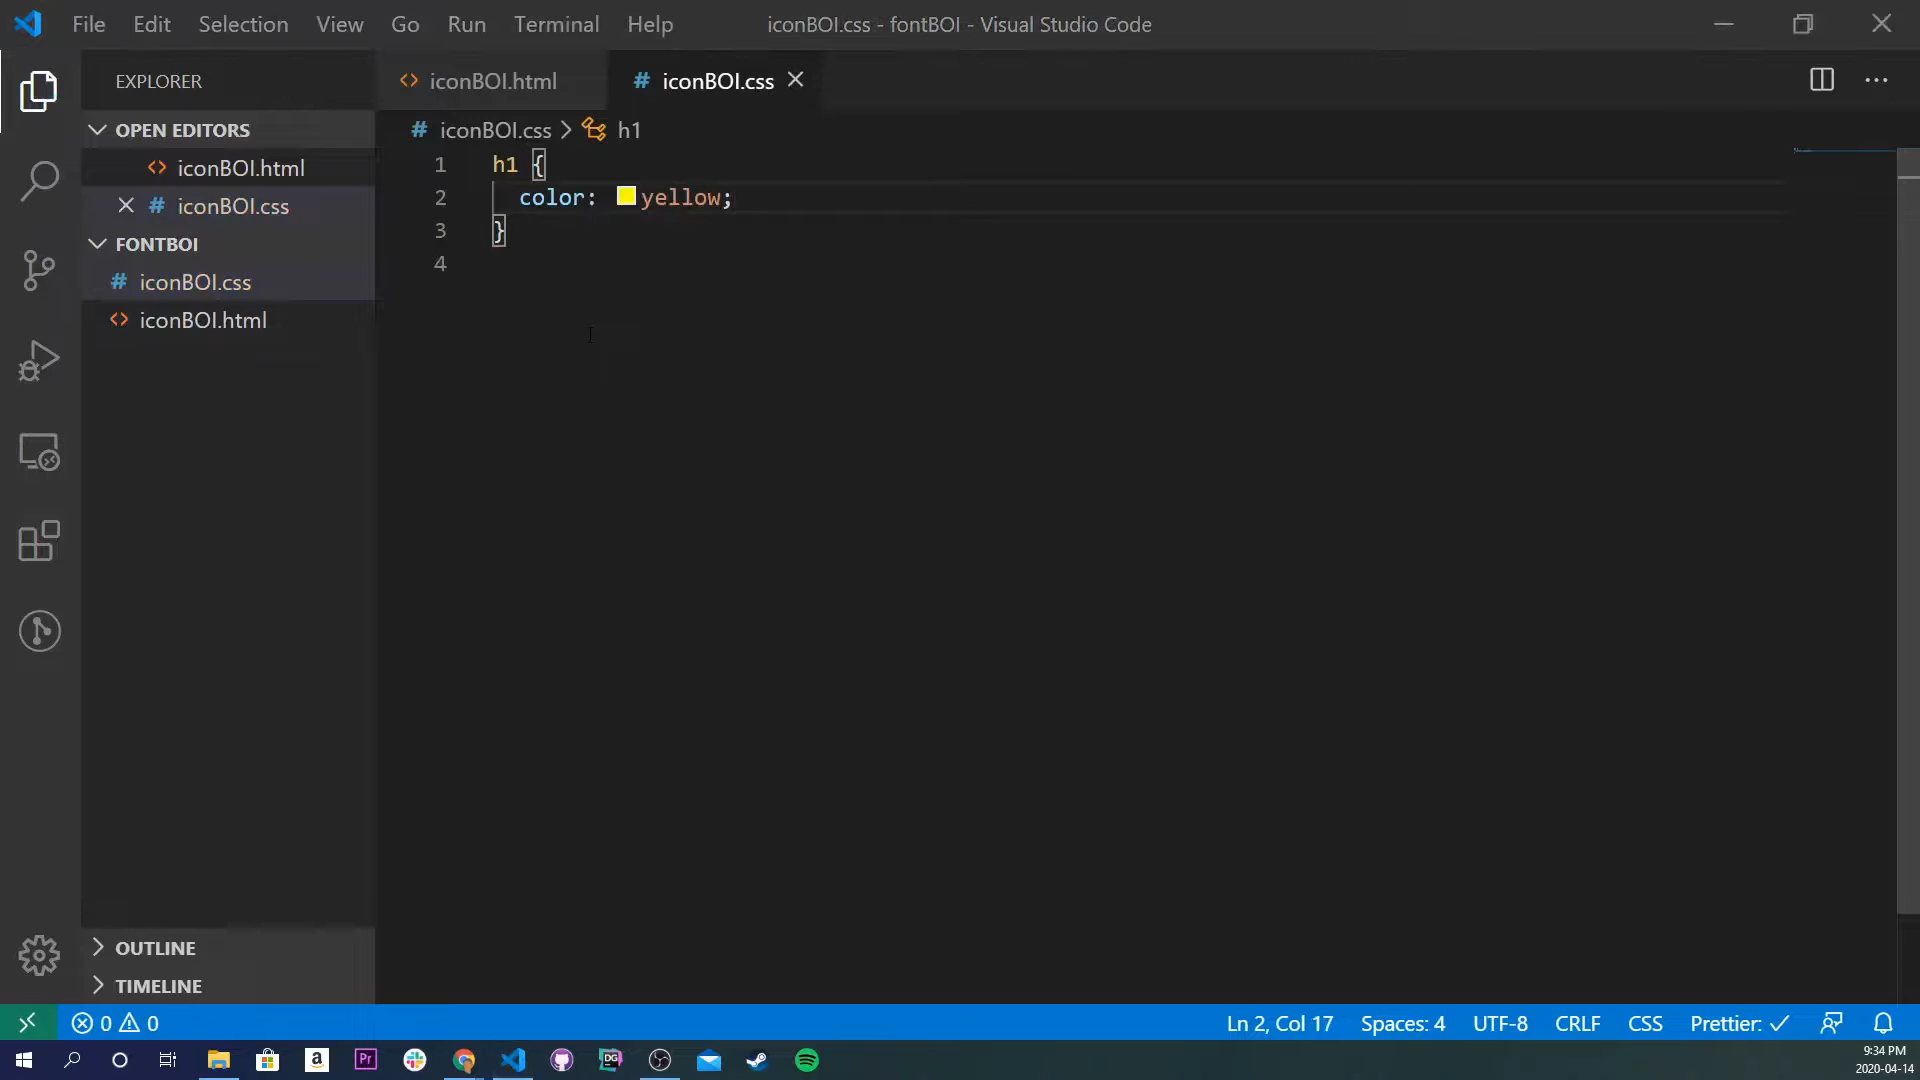 File Edit Selection View Go Run Terminal Help
iconBOI.css - fontBOI - Visual Studio Code
EXPLORER
iconBOI.html
# iconBOI.css
OPEN EDITORS
iconBOI.html
# iconBOI.css
FONTBOI
# iconBOI.css
iconBOI.html
# iconBOI.css > h1
1 h1 {
2 color: yellow;
3 }
4
OUTLINE
TIMELINE
0 0
Ln 2, Col 17 Spaces: 4 UTF-8 CRLF CSS Prettier: ✓
a Pr DG
9:34 PM
2020-04-14